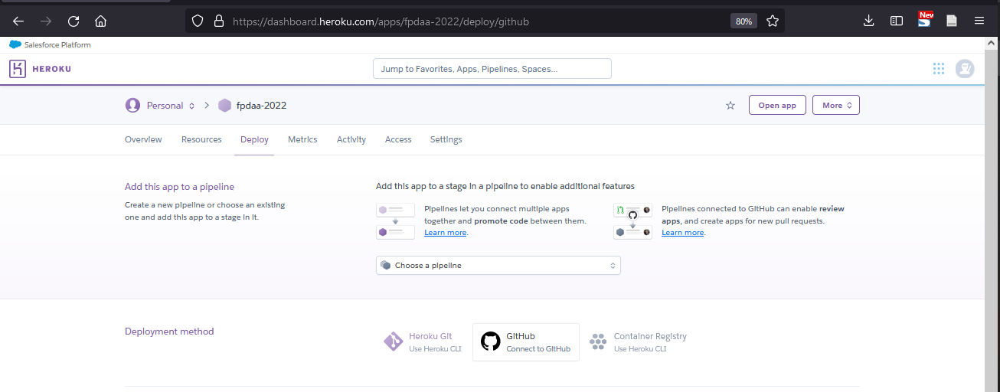 https://dashboard.heroku.com/apps/fpdaa-2022/deploy/github
80%
New
Salesforce Platform
HEROKU
Jump to Favorites, Apps, Pipelines, Spaces...
Personal
fpdaa-2022
Open app
More
Overview Resources Deploy Metrics Activity Access Settings
Add this app to a pipeline
Create a new pipeline or choose an existing
one and add this app to a stage in it.
Add this app to a stage in a pipeline to enable additional features
Pipelines let you connect multiple apps
together and promote code between them.
Learn more.
Pipelines connected to GitHub can enable review
apps, and create apps for new pull requests.
Learn more.
Choose a pipeline
Deployment method
Heroku Git
Use Heroku CLI
GitHub
Connect to GitHub
Container Registry
Use Heroku CLI